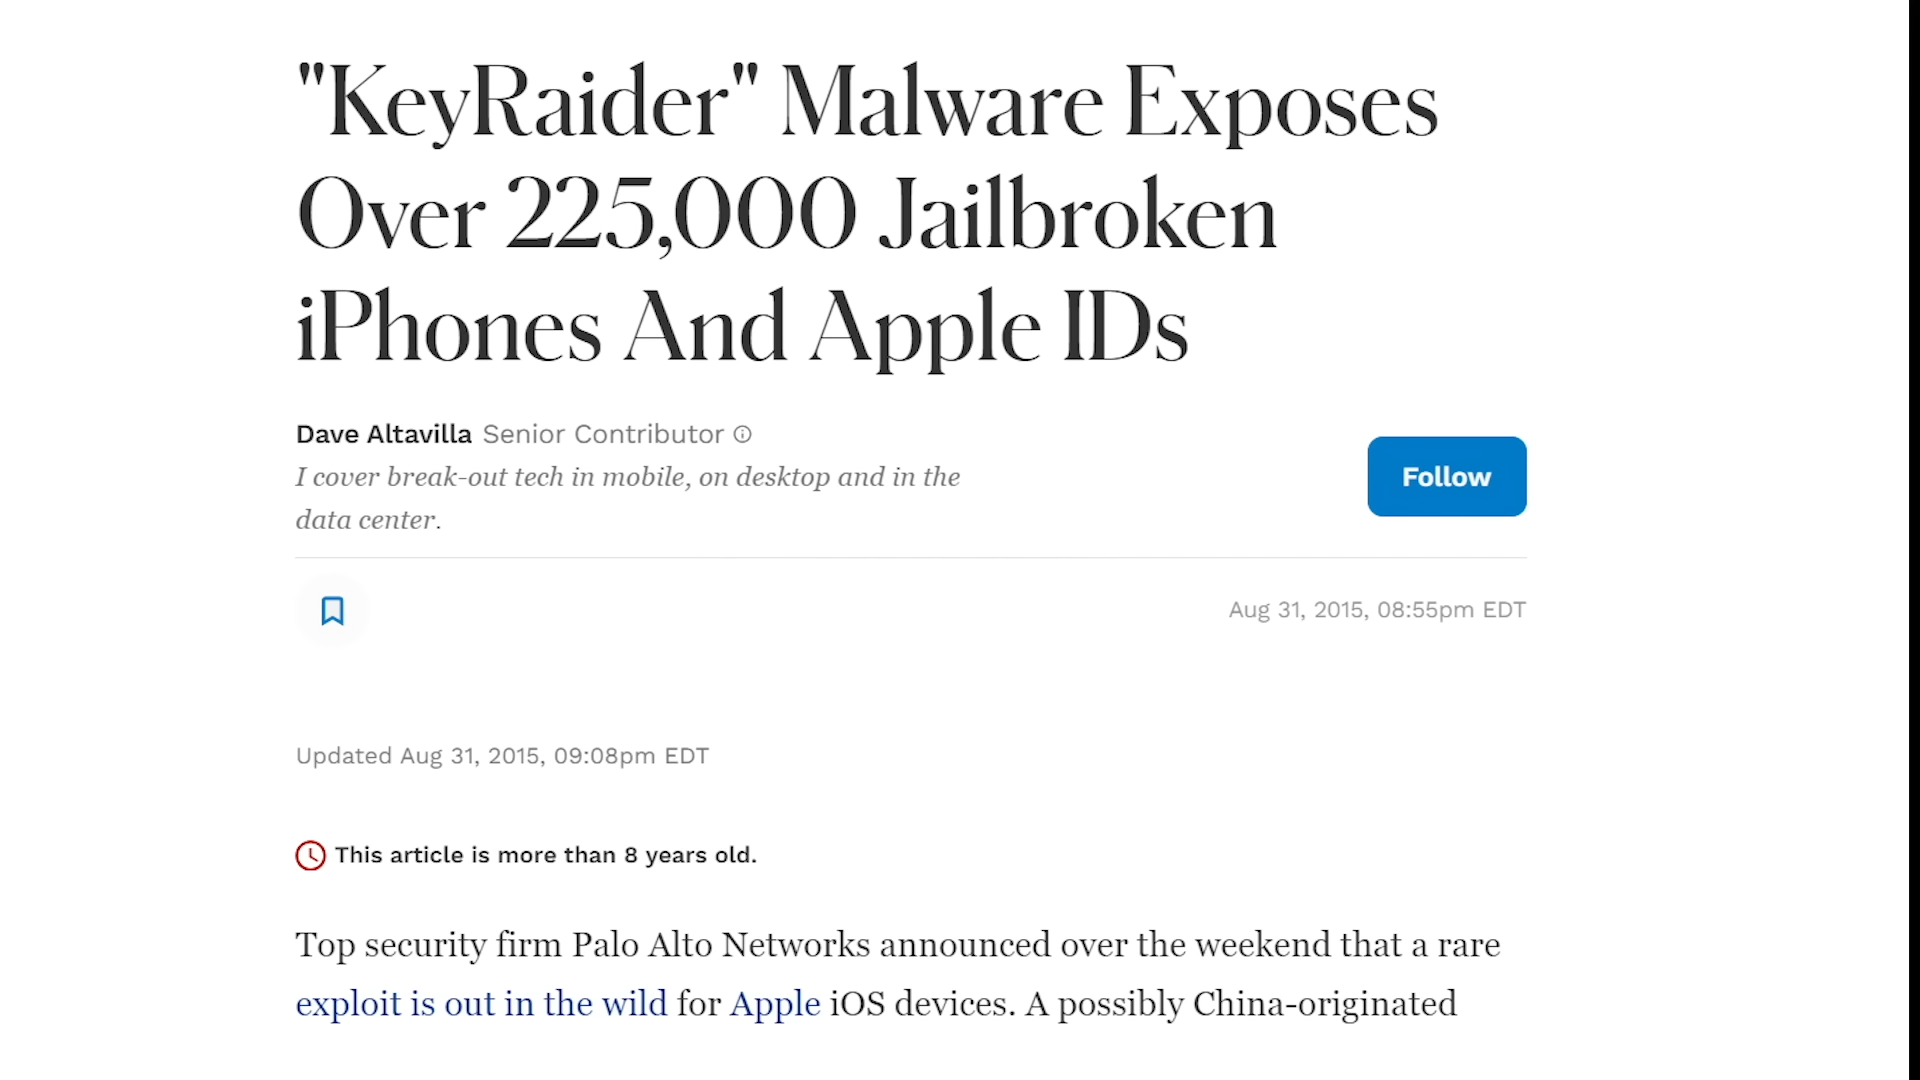 "KeyRaider" Malware Exposes
Over 225,000 Jailbroken
iPhones And Apple IDs
Dave Altavilla Senior Contributor
I cover break-out tech in mobile, on desktop and in the
data center.
Follow
Aug 31, 2015, 08:55pm EDT
Updated Aug 31, 2015, 09:08pm EDT
This article is more than 8 years old.
Top security firm Palo Alto Networks announced over the weekend that a rare
exploit is out in the wild for Apple iOS devices. A possibly China-originated